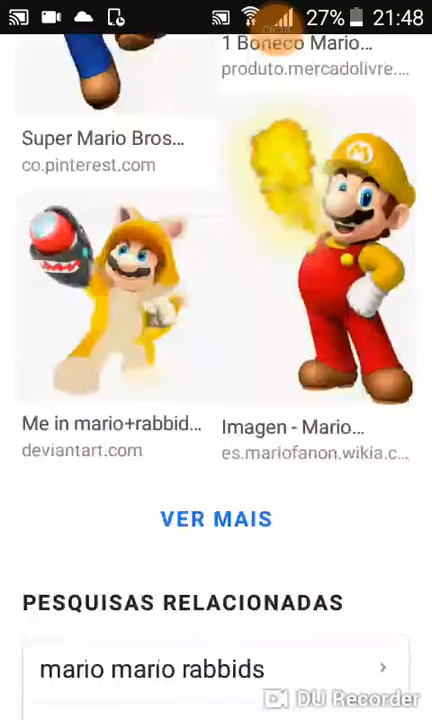 27% 21:48
1 Boneco Mario...
produto.mercadolivre....
Super Mario Bros...
co.pinterest.com
M
Me in mario+rabbid...
deviantart.com
Imagen - Mario...
es.mariofanon.wikia.c...
VER MAIS
PESQUISAS RELACIONADAS
mario mario rabbids
DU Recorder